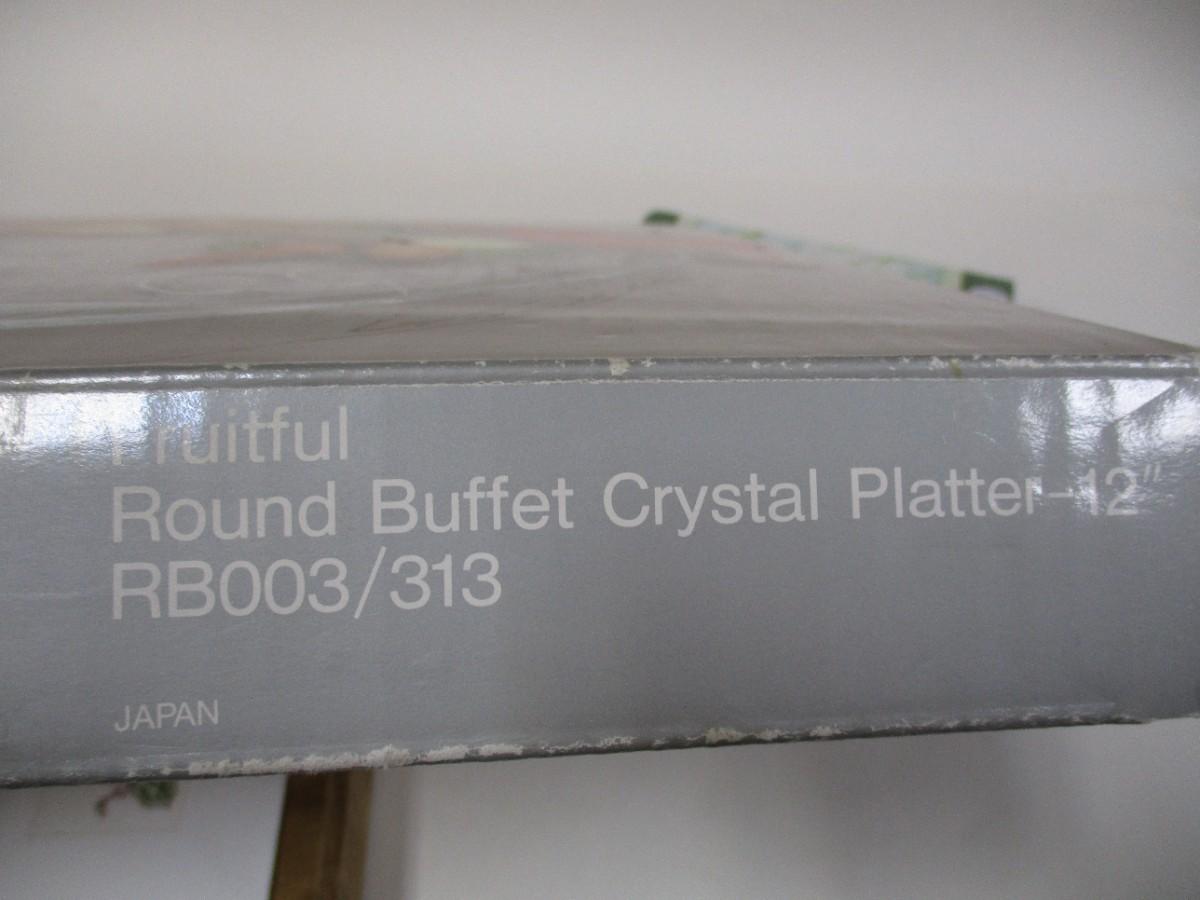 Fruitful
Round Buffet Crystal Platter-12"
RB003/313
JAPAN